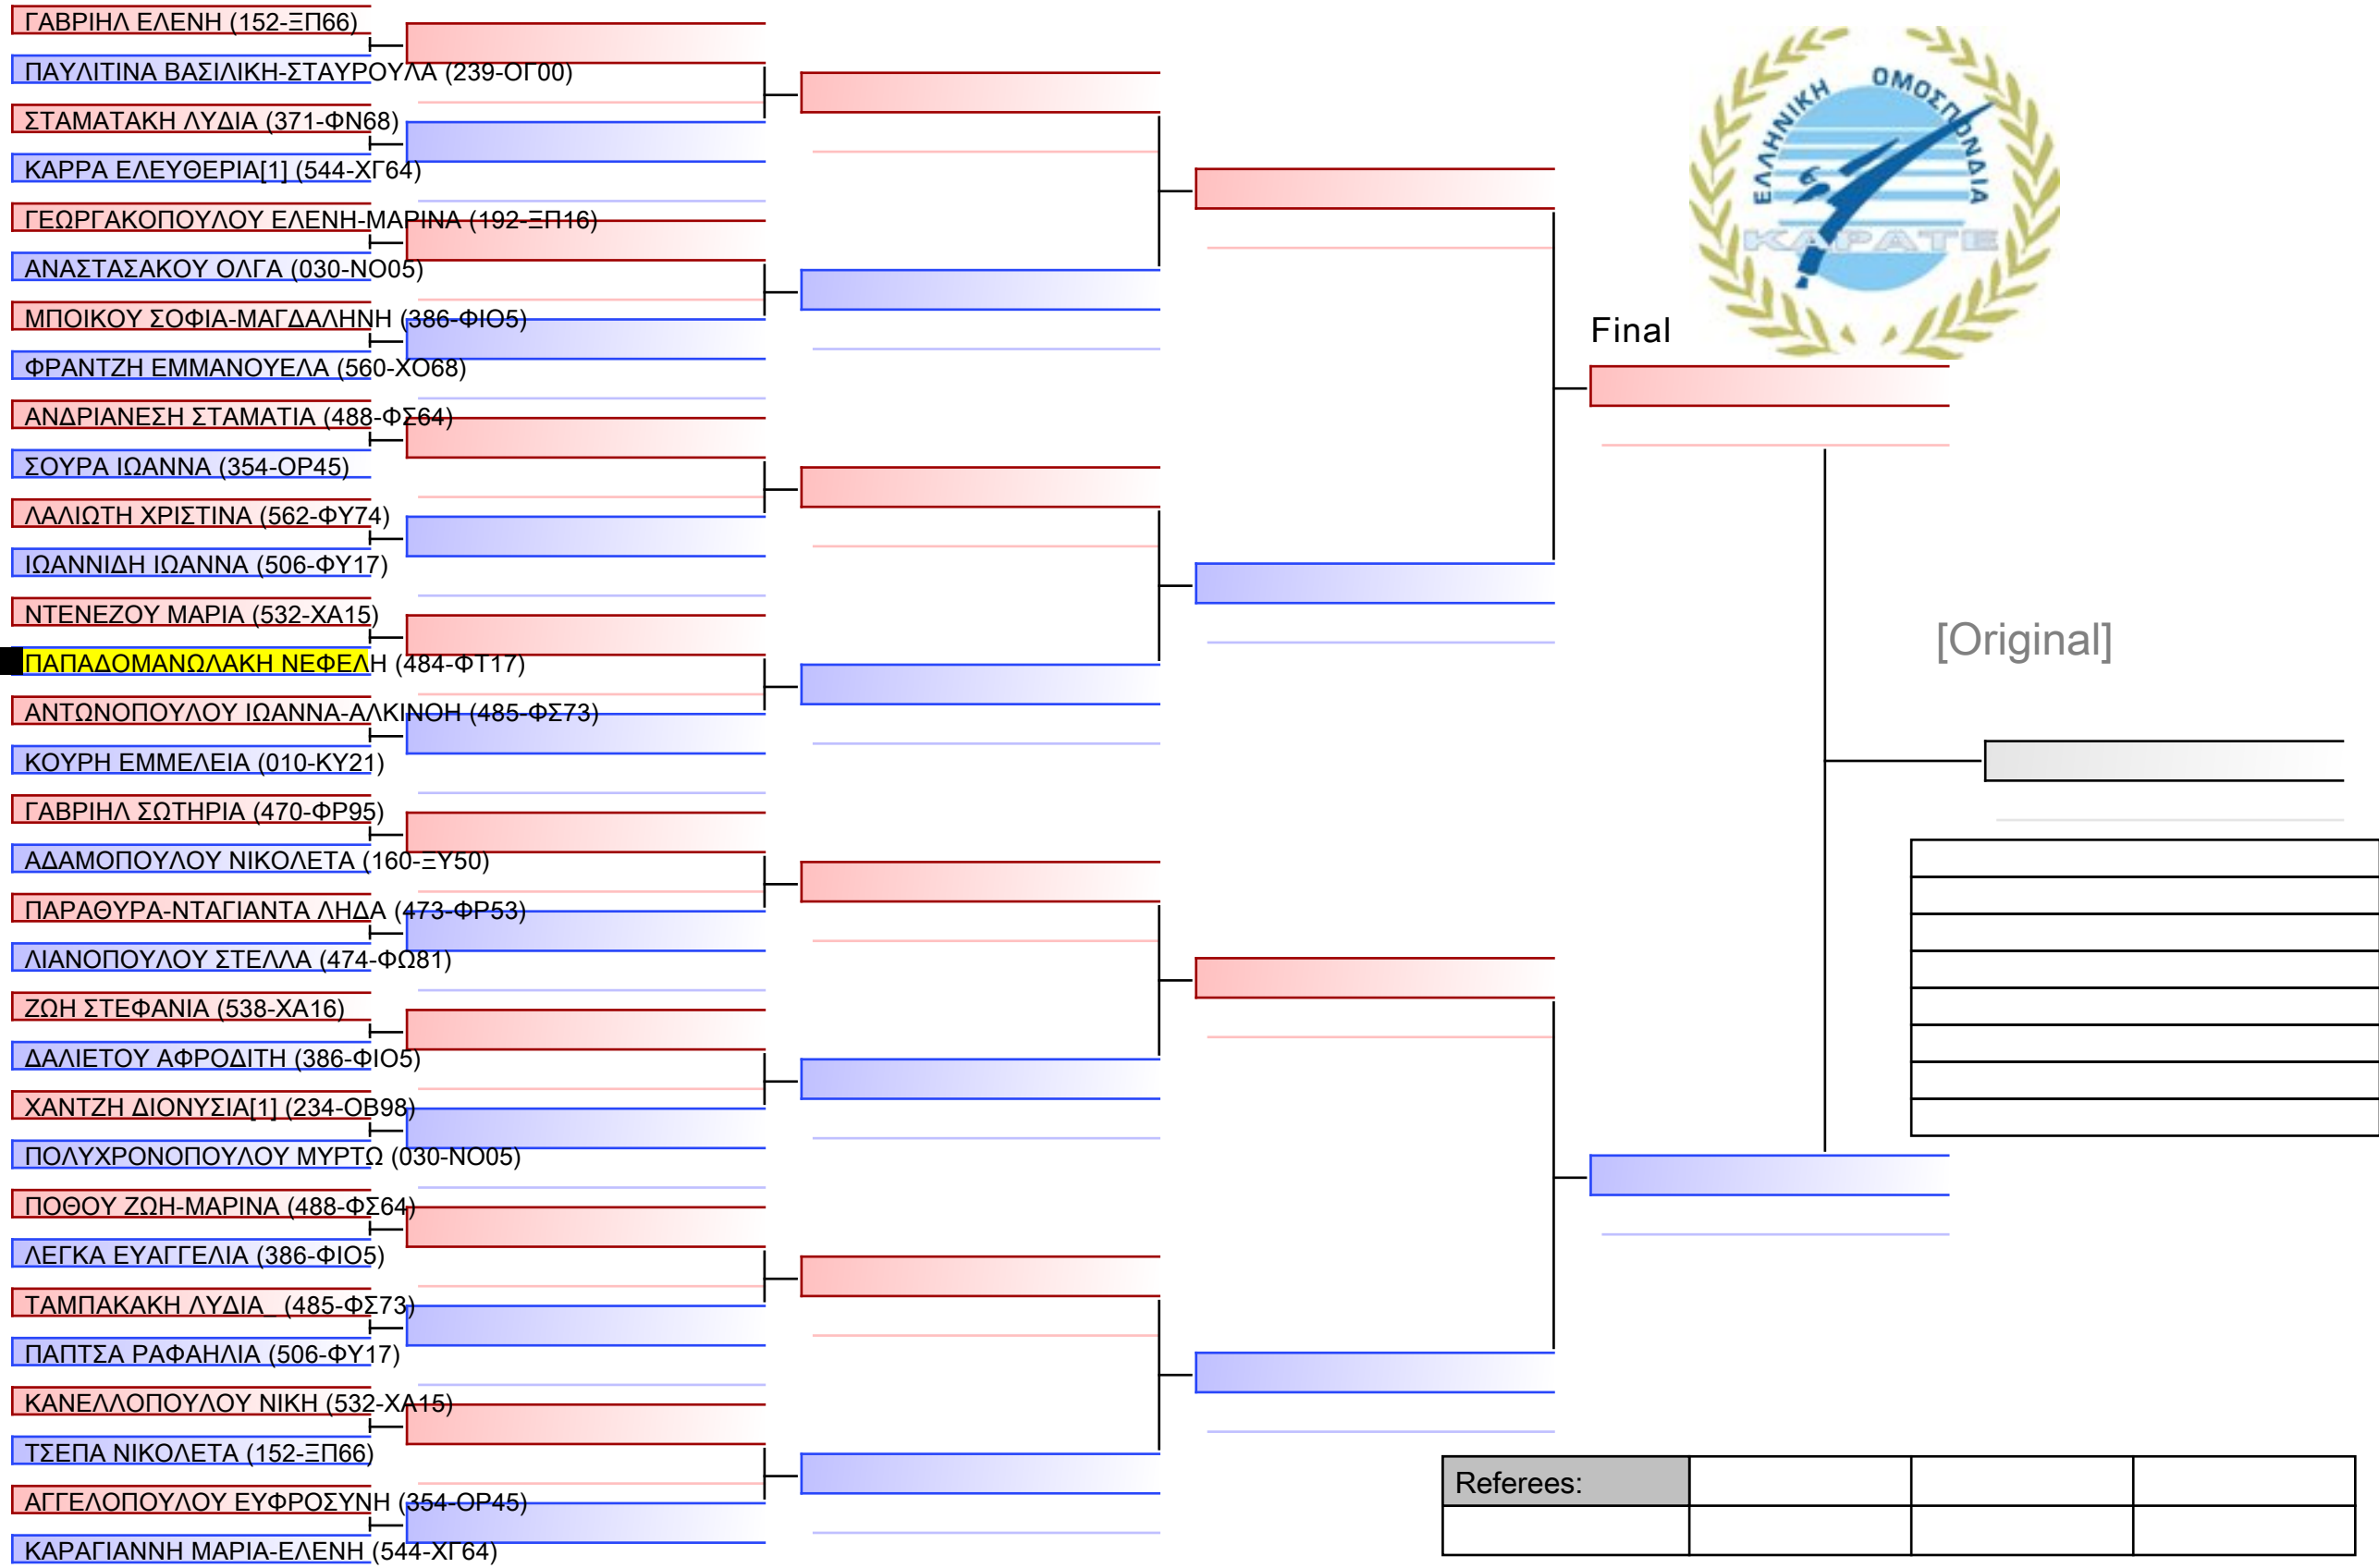 ΓΑΒΡΙΗΛ ΕΛΕΝΗ (152-ΞΠ66)
ΠΑΥΛΙΤΙΝΑ ΒΑΣΙΛΙΚΗ-ΣΤΑΥΡΟΥΛΑ (239-ΟΓ00)
ΣΤΑΜΑΤΑΚΗ ΛΥΔΙΑ (371-ΦΝ68)
ΚΑΡΡΑ ΕΛΕΥΘΕΡΙΑ[1] (544-ΧΓ64)
ΓΕΩΡΓΑΚΟΠΟΥΛΟΥ ΕΛΕΝΗ-ΜΑΡΙΝΑ (192-ΞΠ16)
ΑΝΑΣΤΑΣΑΚΟΥ ΟΛΓΑ (030-ΝΟ05)
ΜΠΟΙΚΟΥ ΣΟΦΙΑ-ΜΑΓΔΑΛΗΝΗ (386-ΦΙΟ5)
ΦΡΑΝΤΖΗ ΕΜΜΑΝΟΥΕΛΑ (560-ΧΟ68)
ΑΝΔΡΙΑΝΕΣΗ ΣΤΑΜΑΤΙΑ (488-ΦΣ64)
ΣΟΥΡΑ ΙΩΑΝΝΑ (354-ΟΡ45)
ΛΑΛΙΩΤΗ ΧΡΙΣΤΙΝΑ (562-ΦΥ74)
ΙΩΑΝΝΙΔΗ ΙΩΑΝΝΑ (506-ΦΥ17)
ΝΤΕΝΕΖΟΥ ΜΑΡΙΑ (532-ΧΑ15)
ΠΑΠΑΔΟΜΑΝΩΛΑΚΗ ΝΕΦΕΛΗ (484-ΦΤ17)
ΑΝΤΩΝΟΠΟΥΛΟΥ ΙΩΑΝΝΑ-ΑΛΚΙΝΟΗ (485-ΦΣ73)
ΚΟΥΡΗ ΕΜΜΕΛΕΙΑ (010-ΚΥ21)
ΓΑΒΡΙΗΛ ΣΩΤΗΡΙΑ (470-ΦΡ95)
ΑΔΑΜΟΠΟΥΛΟΥ ΝΙΚΟΛΕΤΑ (160-ΞΥ50)
ΠΑΡΑΘΥΡΑ-ΝΤΑΓΙΑΝΤΑ ΛΗΔΑ (473-ΦΡ53)
ΛΙΑΝΟΠΟΥΛΟΥ ΣΤΕΛΛΑ (474-ΦΩ81)
ΖΩΗ ΣΤΕΦΑΝΙΑ (538-ΧΑ16)
ΔΑΛΙΕΤΟΥ ΑΦΡΟΔΙΤΗ (386-ΦΙΟ5)
ΧΑΝΤΖΗ ΔΙΟΝΥΣΙΑ[1] (234-ΟΒ98)
ΠΟΛΥΧΡΟΝΟΠΟΥΛΟΥ ΜΥΡΤΩ (030-ΝΟ05)
ΠΟΘΟΥ ΖΩΗ-ΜΑΡΙΝΑ (488-ΦΣ64)
ΛΕΓΚΑ ΕΥΑΓΓΕΛΙΑ (386-ΦΙΟ5)
ΤΑΜΠΑΚΑΚΗ ΛΥΔΙΑ_ (485-ΦΣ73)
ΠΑΠΤΣΑ ΡΑΦΑΗΛΙΑ (506-ΦΥ17)
ΚΑΝΕΛΛΟΠΟΥΛΟΥ ΝΙΚΗ (532-ΧΑ15)
ΤΣΕΠΑ ΝΙΚΟΛΕΤΑ (152-ΞΠ66)
ΑΓΓΕΛΟΠΟΥΛΟΥ ΕΥΦΡΟΣΥΝΗ (354-ΟΡ45)
ΚΑΡΑΓΙΑΝΝΗ ΜΑΡΙΑ-ΕΛΕΝΗ (544-ΧΓ64)
ΕΛΛΗΝΙΚΗ ΟΜΟΣΠΟΝΔΙΑ
ΚΑΡΑΤΕ
Final
[Original]
Referees: